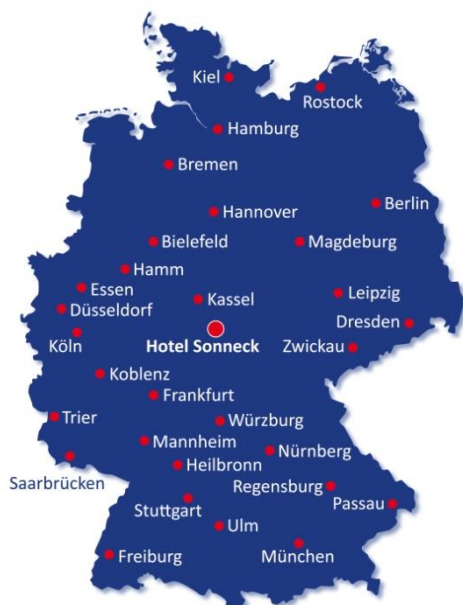 Kiel
Rostock
Hamburg
Bremen
Berlin
Hannover
Bielefeld
Magdeburg
Hamm
Essen
Kassel
Leipzig
Düsseldorf
Dresden
Köln
Hotel Sonneck
Zwickau
Koblenz
Frankfurt
Trier
Würzburg
Mannheim
Nürnberg
Heilbronn
Saarbrücken
Regensburg
Passau
Stuttgart
Ulm
Freiburg
München